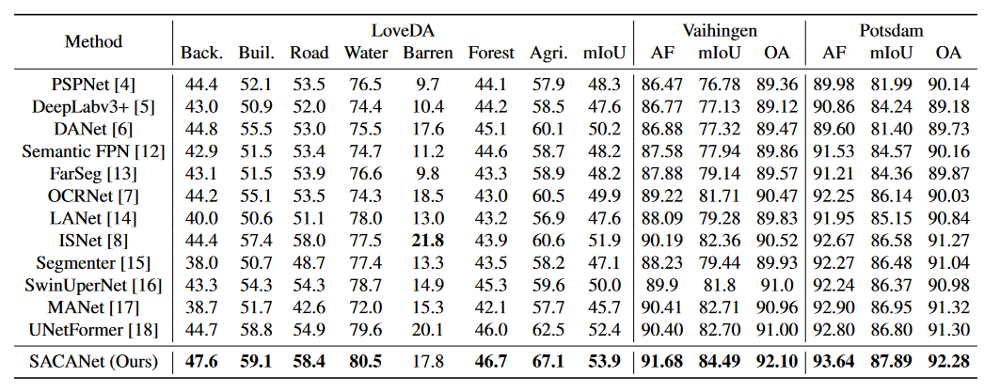 Method LoveDA Vaihingen Potsdam
Back. Buil. Road Water Barren Forest Agri. mIoU AF mIoU OA AF mIoU OA
PSPNet [4] 44.4 52.1 53.5 76.5 9.7 44.1 57.9 48.3 86.47 76.78 89.36 89.98 81.99 90.14
DeepLabv3+ [5] 43.0 50.9 52.0 74.4 10.4 44.2 58.5 47.6 86.77 77.13 89.12 90.86 84.24 89.18
DANet [6] 44.8 55.5 53.0 75.5 17.6 45.1 60.1 50.2 86.88 77.32 89.47 89.60 81.40 89.73
Semantic FPN [12] 42.9 51.5 53.4 74.7 11.2 44.6 58.7 48.2 87.58 77.94 89.86 91.53 84.57 90.16
FarSeg [13] 43.1 51.5 53.9 76.6 9.8 43.3 58.9 48.2 87.88 79.14 89.57 91.21 84.36 89.87
OCRNet [7] 44.2 55.1 53.5 74.3 18.5 43.0 60.5 49.9 89.22 81.71 90.47 92.25 86.14 90.03
LANet [14] 40.0 50.6 51.1 78.0 13.0 43.2 56.9 47.6 88.09 79.28 89.83 91.95 85.15 90.84
ISNet [8] 44.4 57.4 58.0 77.5 21.8 43.9 60.6 51.9 90.19 82.36 90.52 92.67 86.58 91.27
Segmenter [15] 38.0 50.7 48.7 77.4 13.3 43.5 58.2 47.1 88.23 79.44 89.93 92.27 86.48 91.04
SwinUperNet [16] 43.3 54.3 54.3 78.7 14.9 45.3 59.6 50.0 89.9 81.8 91.0 92.24 86.37 90.98
MANet [17] 38.7 51.7 42.6 72.0 15.3 42.1 57.7 45.7 90.41 82.71 90.96 92.90 86.95 91.32
UNetFormer [18] 44.7 58.8 54.9 79.6 20.1 46.0 62.5 52.4 90.40 82.70 91.00 92.80 86.80 91.30
SACANet (Ours) 47.6 59.1 58.4 80.5 17.8 46.7 67.1 53.9 91.68 84.49 92.10 93.64 87.89 92.28